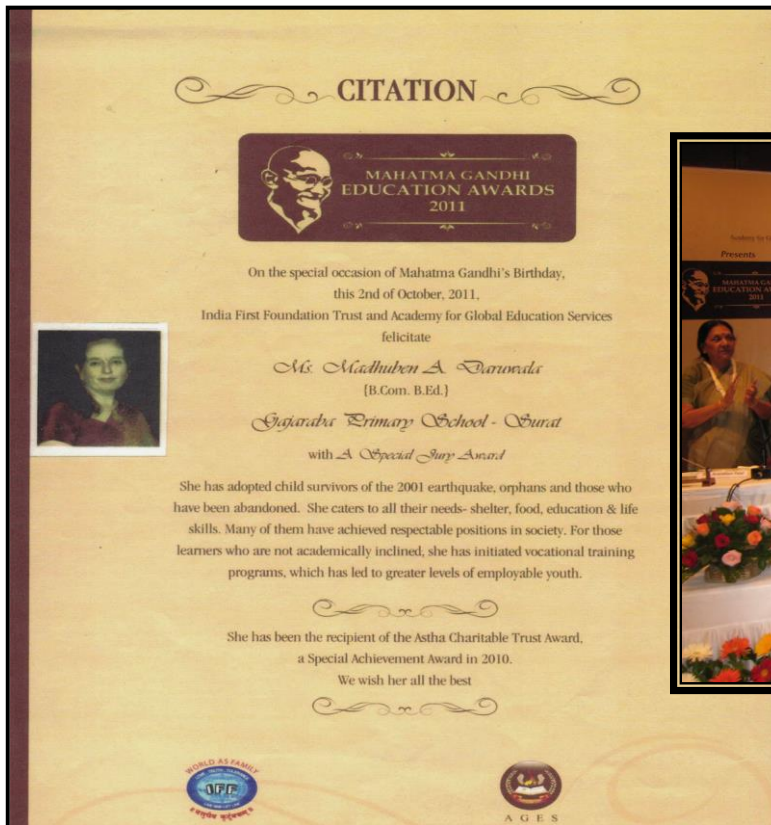 CITATION
MAHATMA GANDHI
EDUCATION AWARDS
2011
On the special occasion of Mahatma Gandhi's Birthday,
this 2nd of October, 2011,
India First Foundation Trust and Academy for Global Education Services
felicitate
Ms. Madhuben A. Daruwala
{B.Com. B.Ed.}
Gajaraba Primary School - Surat
with A Special Jury Award
She has adopted child survivors of the 2001 earthquake, orphans and those who
have been abandoned. She caters to all their needs- shelter, food, education & life
skills. Many of them have achieved respectable positions in society. For those
learners who are not academically inclined, she has initiated vocational training
programs, which has led to greater levels of employable youth.
She has been the recipient of the Astha Charitable Trust Award,
a Special Achievement Award in 2010.
We wish her all the best
WORLD AS FAMILY
IFF
AGES
Presents
MAHATMA GA
EDUCATION AW
2011